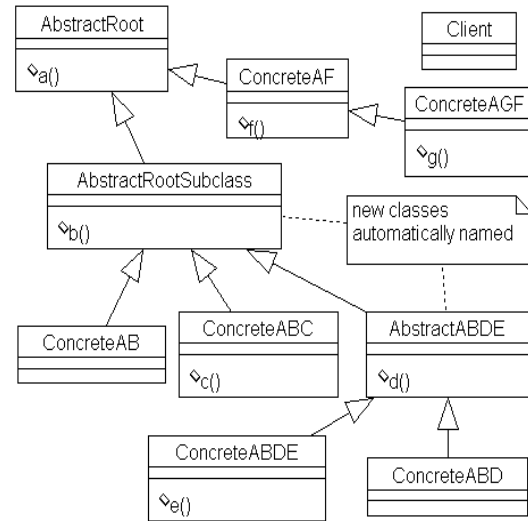 AbstractRoot
a()
Client
ConcreteAF
f()
ConcreteAGF
g()
AbstractRootSubclass
b()
new classes
automatically named
ConcreteAB
ConcreteABC
c()
AbstractABDE
d()
ConcreteABDE
e()
ConcreteABD